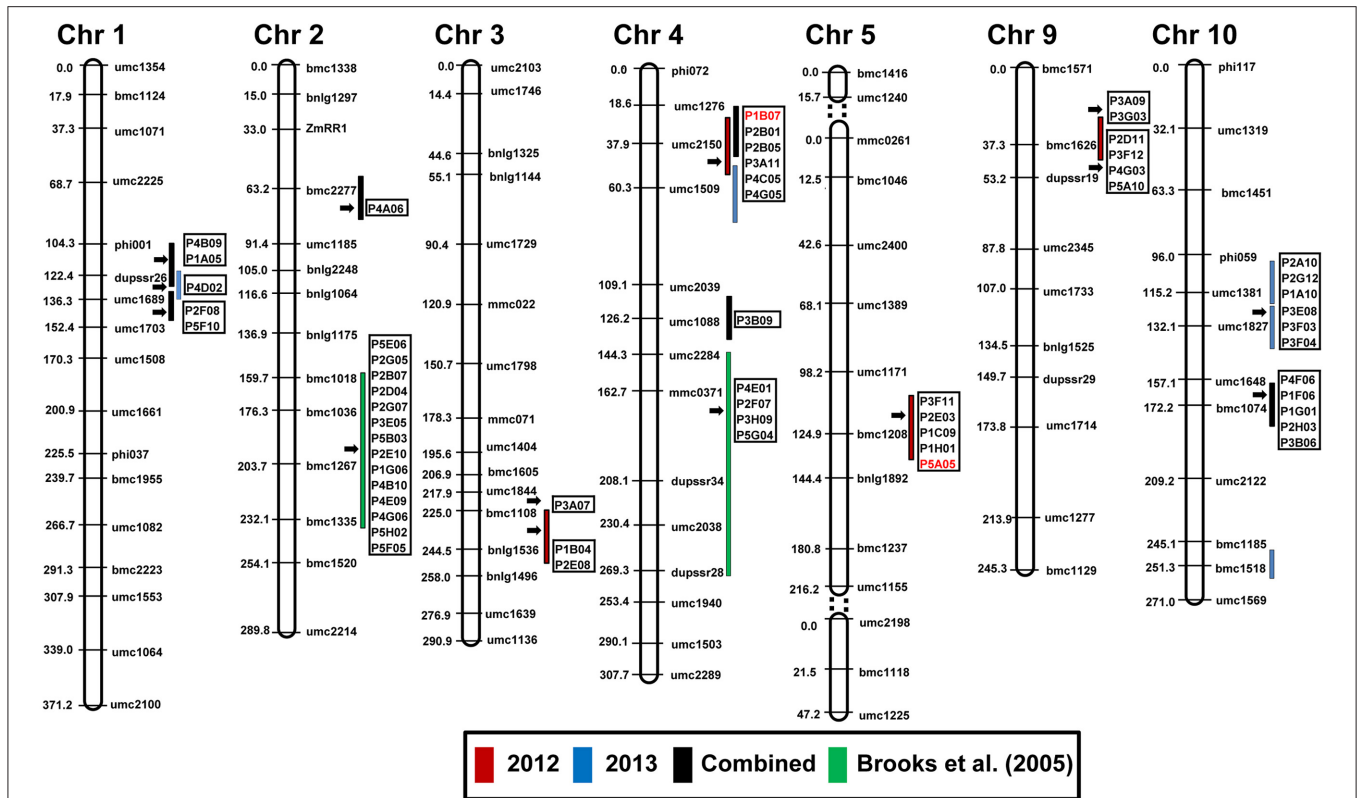 Chr 1
0.0 umc1354
17.9 bmc1124
37.3 umc1071
68.7 umc2225
104.3 phi001
122.4 dupssr26
136.3 umc1689
152.4 umc1703
170.3 umc1508
200.9 umc1661
225.5 phi037
239.7 bmc1955
266.7 umc1082
291.3 bmc2223
307.9 umc1553
339.0 umc1064
371.2 umc2100
P4B09
P1A05
P4D02
P2F08
P5F10
Chr 2
0.0 bmc1338
15.0 bnlg1297
33.0 ZmRR1
63.2 bmc2277
91.4 umc1185
105.0 bnlg2248
116.6 bnlg1064
136.9 bnlg1175
159.7 bmc1018
176.3 bmc1036
203.7 bmc1267
232.1 bmc1335
254.1 bmc1520
289.8 umc2214
P4A06
P5E06
P2G05
P2B07
P2D04
P2G07
P3E05
P5B03
P2E10
P1G06
P4B10
P4E09
P4G06
P5H02
P5F05
Chr 3
0.0 umc2103
14.4 umc1746
44.6 bnlg1325
55.1 bnlg1144
90.4 umc1729
120.9 mmc022
150.7 umc1798
178.3 mmc071
195.6 umc1404
206.9 bmc1605
217.9 umc1844
225.0 bmc1108
244.5 bnlg1536
258.0 bnlg1496
276.9 umc1639
290.9 umc1136
P3A07
P1B04
P2E08
Chr 4
0.0 phi072
18.6 umc1276
37.9 umc2150
60.3 umc1509
109.1 umc2039
126.2 umc1088
144.3 umc2284
162.7 mmc0371
208.1 dupssr34
230.4 umc2038
269.3 dupssr28
253.4 umc1940
290.1 umc1503
307.7 umc2289
P1B07
P2B01
P2B05
P3A11
P4C05
P4G05
P3B09
P4E01
P2F07
P3H09
P5G04
Chr 5
0.0 bmc1416
15.7 umc1240
0.0 mmc0261
12.5 bmc1046
42.6 umc2400
68.1 umc1389
98.2 umc1171
124.9 bmc1208
144.4 bnlg1892
180.8 bmc1237
216.2 umc1155
0.0 umc2198
21.5 bmc1118
47.2 umc1225
P3F11
P2E03
P1C09
P1H01
P5A05
Chr 9
0.0 bmc1571
37.3 bmc1626
53.2 dupssr19
87.8 umc2345
107.0 umc1733
134.5 bnlg1525
149.7 dupssr29
173.8 umc1714
213.9 umc1277
245.3 bmc1129
P3A09
P3G03
P2D11
P3F12
P4G03
P5A10
Chr 10
0.0 phi117
32.1 umc1319
63.3 bmc1451
96.0 phi059
115.2 umc1381
132.1 umc1827
157.1 umc1648
172.2 bmc1074
209.2 umc2122
245.1 bmc1185
251.3 bmc1518
271.0 umc1569
P2A10
P2G12
P1A10
P3E08
P3F03
P3F04
P4F06
P1F06
P1G01
P2H03
P3B06
2012 2013 Combined Brooks et al. (2005)